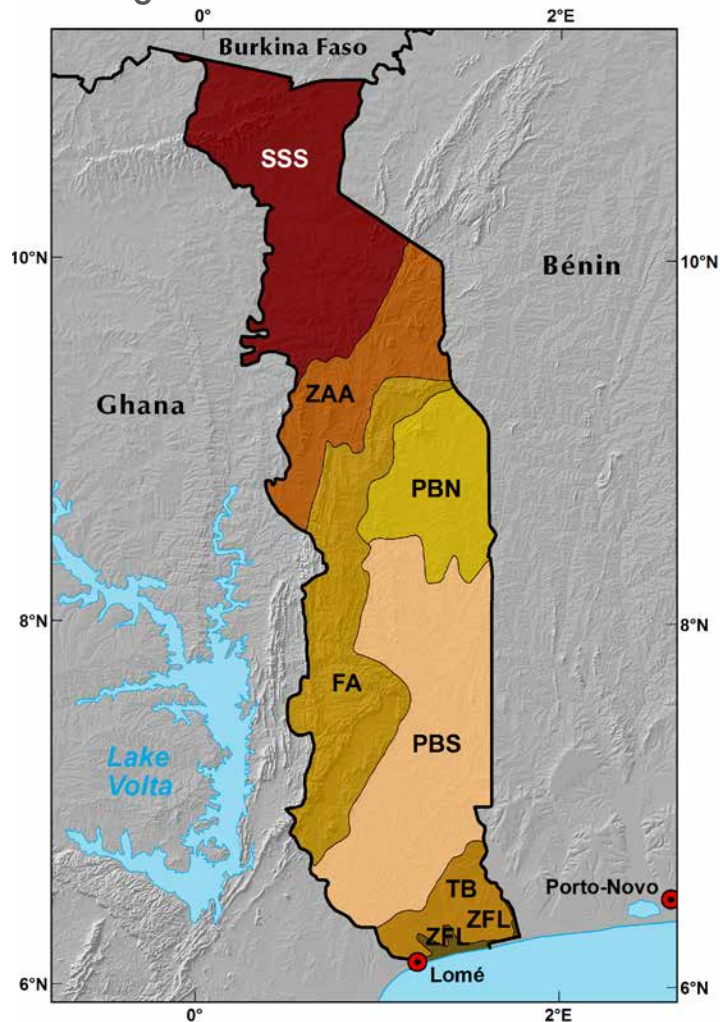 0°
2°
Burkina Faso
SSS
10°N
10°N
Bénin
Ghana
ZAA
PBN
8°N
8°N
FA
PBS
Lake
Volta
TB
Porto-Novo
ZFL
ZFL
Lomé
6°N
6°N
0°
2°E